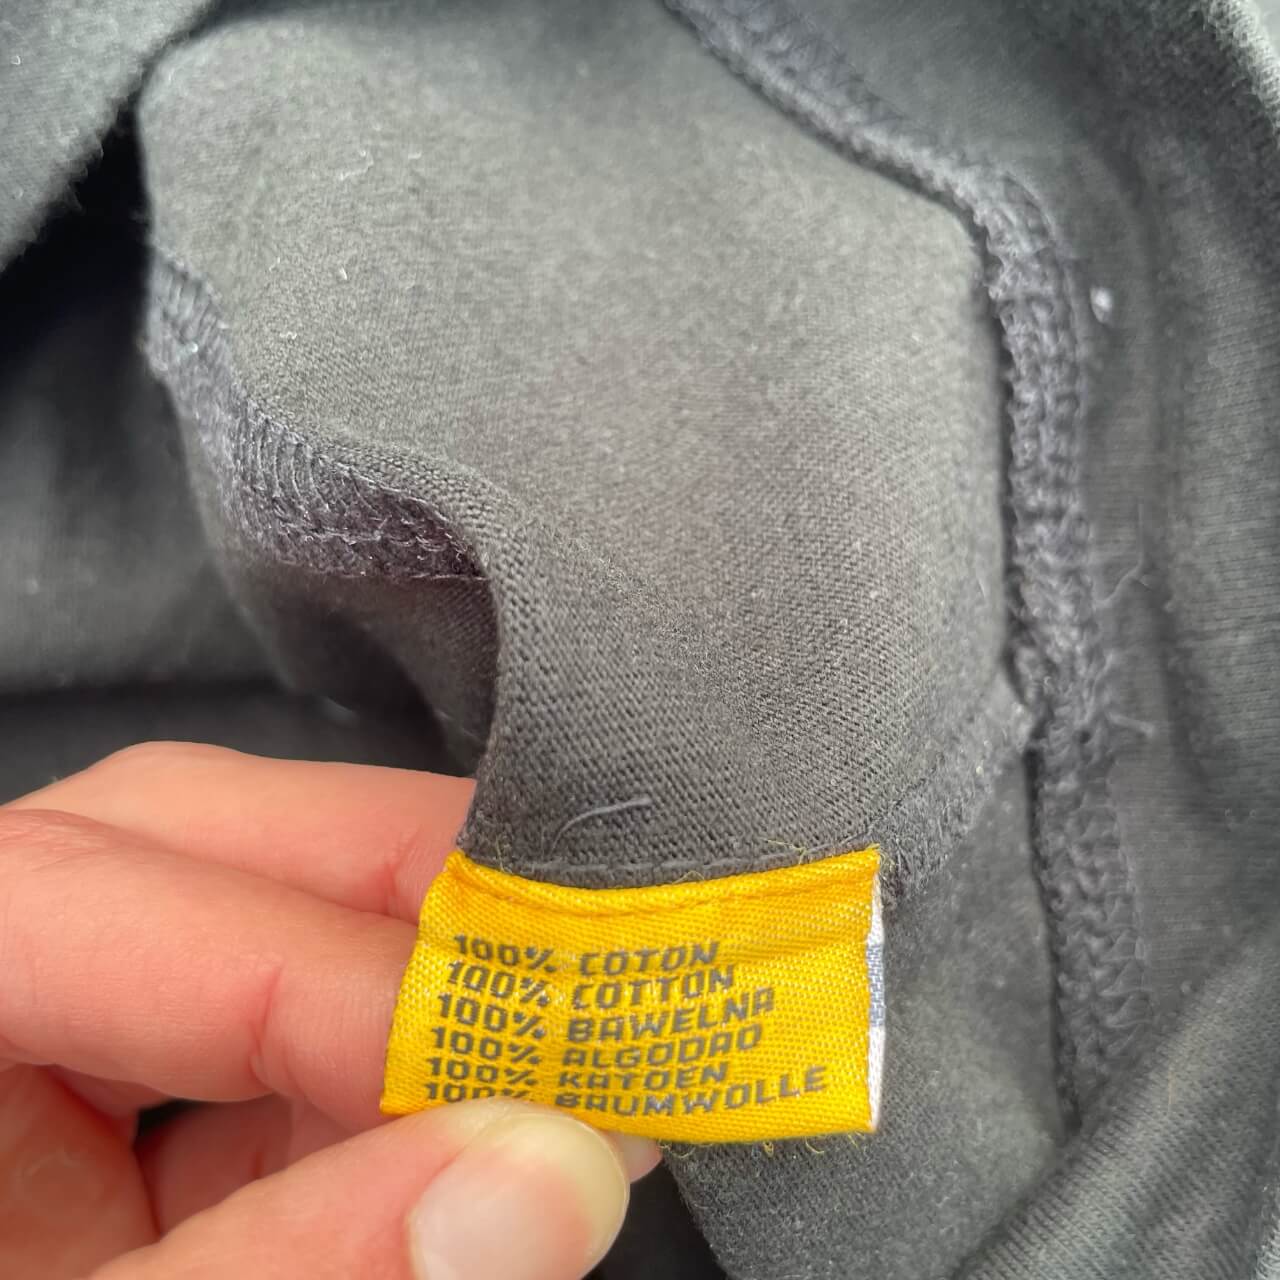 100% COTON
100% COTTON
100% BAWELNA
100% ALGODAO
100% KATOEN
100% BAUMWOLLE